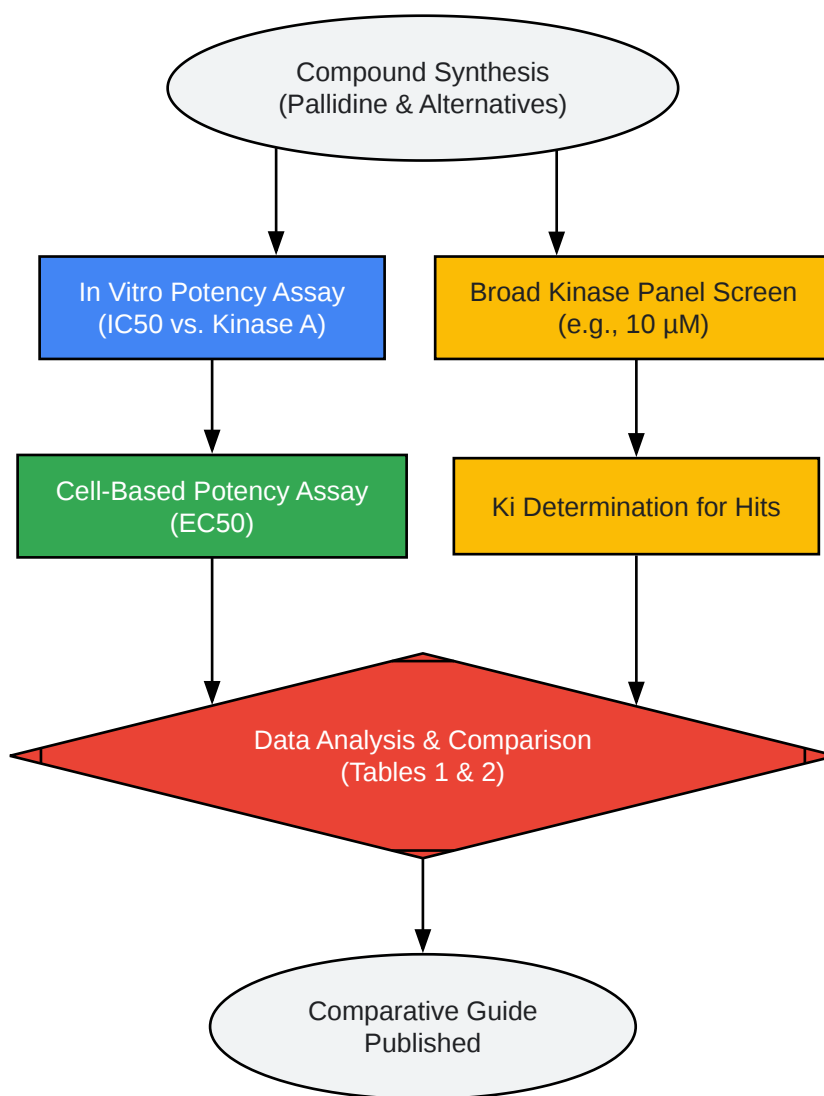 Compound Synthesis
(Pallidine & Alternatives)
In Vitro Potency Assay
(IC50 vs. Kinase A)
Broad Kinase Panel Screen
(e.g., 10 µM)
Cell-Based Potency Assay
(EC50)
Ki Determination for Hits
Data Analysis & Comparison
(Tables 1 & 2)
Comparative Guide
Published